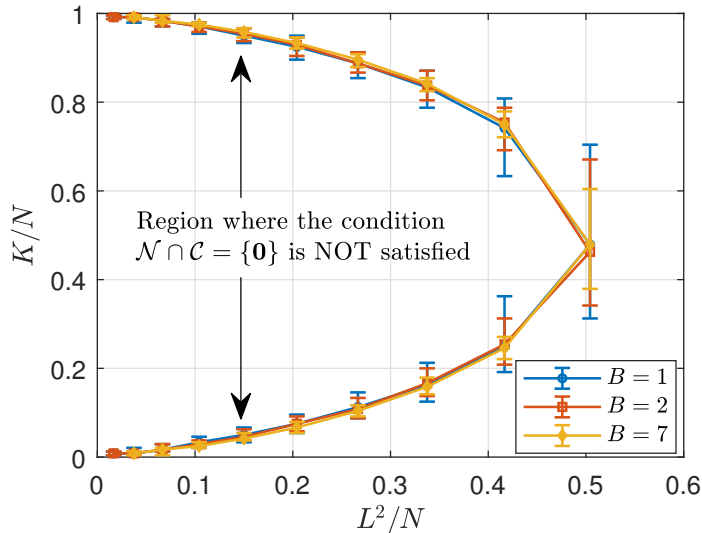 1
0.8
0.6
0.4
0.2
0
K/N
Region where the condition
𝒩 ∩ 𝒞 = {𝟎} is NOT satisfied
B = 1
B = 2
B = 7
0 0.1 0.2 0.3 0.4 0.5 0.6
L²/N